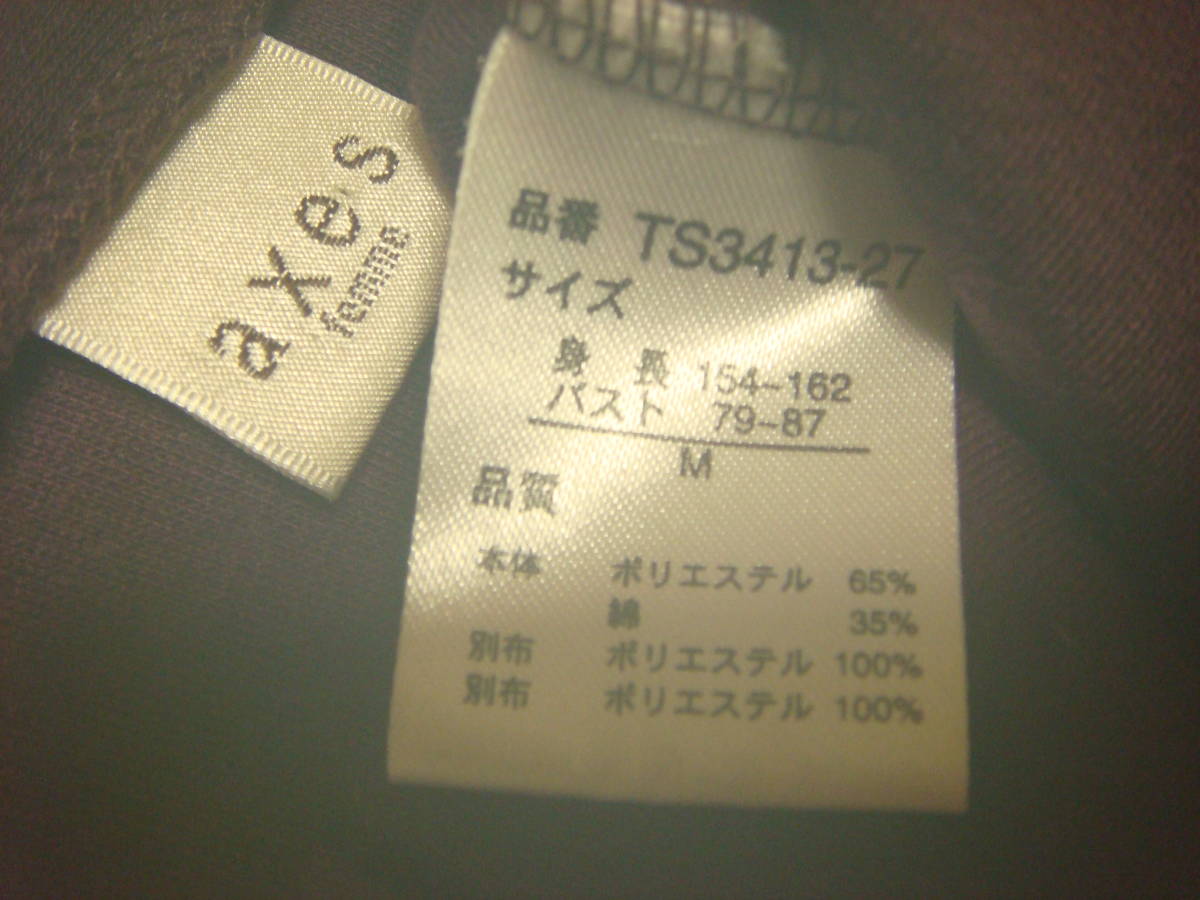 axes
femme
品番 TS3413-27
サイズ
身 長 154-162
バスト 79-87
M
品質
本体 ポリエステル 65%
綿 35%
別布 ポリエステル 100%
別布 ポリエステル 100%